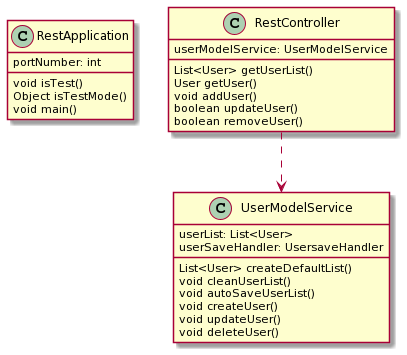 C RestApplication
portNumber: int
void isTest()
Object isTestMode()
void main()
C RestController
userModelService: UserModelService
List<User> getUserList()
User getUser()
void addUser()
boolean updateUser()
boolean removeUser()
C UserModelService
userList: List<User>
userSaveHandler: UsersaveHandler
List<User> createDefaultList()
void cleanUserList()
void autoSaveUserList()
void createUser()
void updateUser()
void deleteUser()